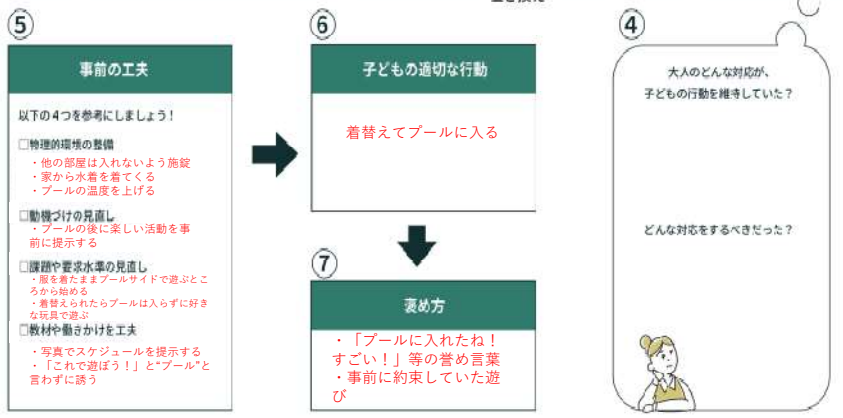 ⑤
事前の工夫
以下の4つを参考にしましょう！
□物理的環境の整備
・他の部屋は入れないよう施錠
・家から水着を着てくる
・プールの温度を上げる
□動機づけの見直し
・プールの後に楽しい活動を事
前に提示する
□課題や要求水準の見直し
・服を着たままプールサイドで遊ぶとこ
ろから始める
・着替えられたらプールは入らずに好き
な玩具で遊ぶ
□教材や働きかけを工夫
・写真でスケジュールを提示する
・「これで遊ぼう！」と“プール”と
言わずに誘う
⑥
子どもの適切な行動
着替えてプールに入る
⑦
褒め方
・「プールに入れたね！
すごい！」等の誉め言葉
・事前に約束していた遊
び
④
大人のどんな対応が、
子どもの行動を維持していた？
どんな対応をするべきだった？